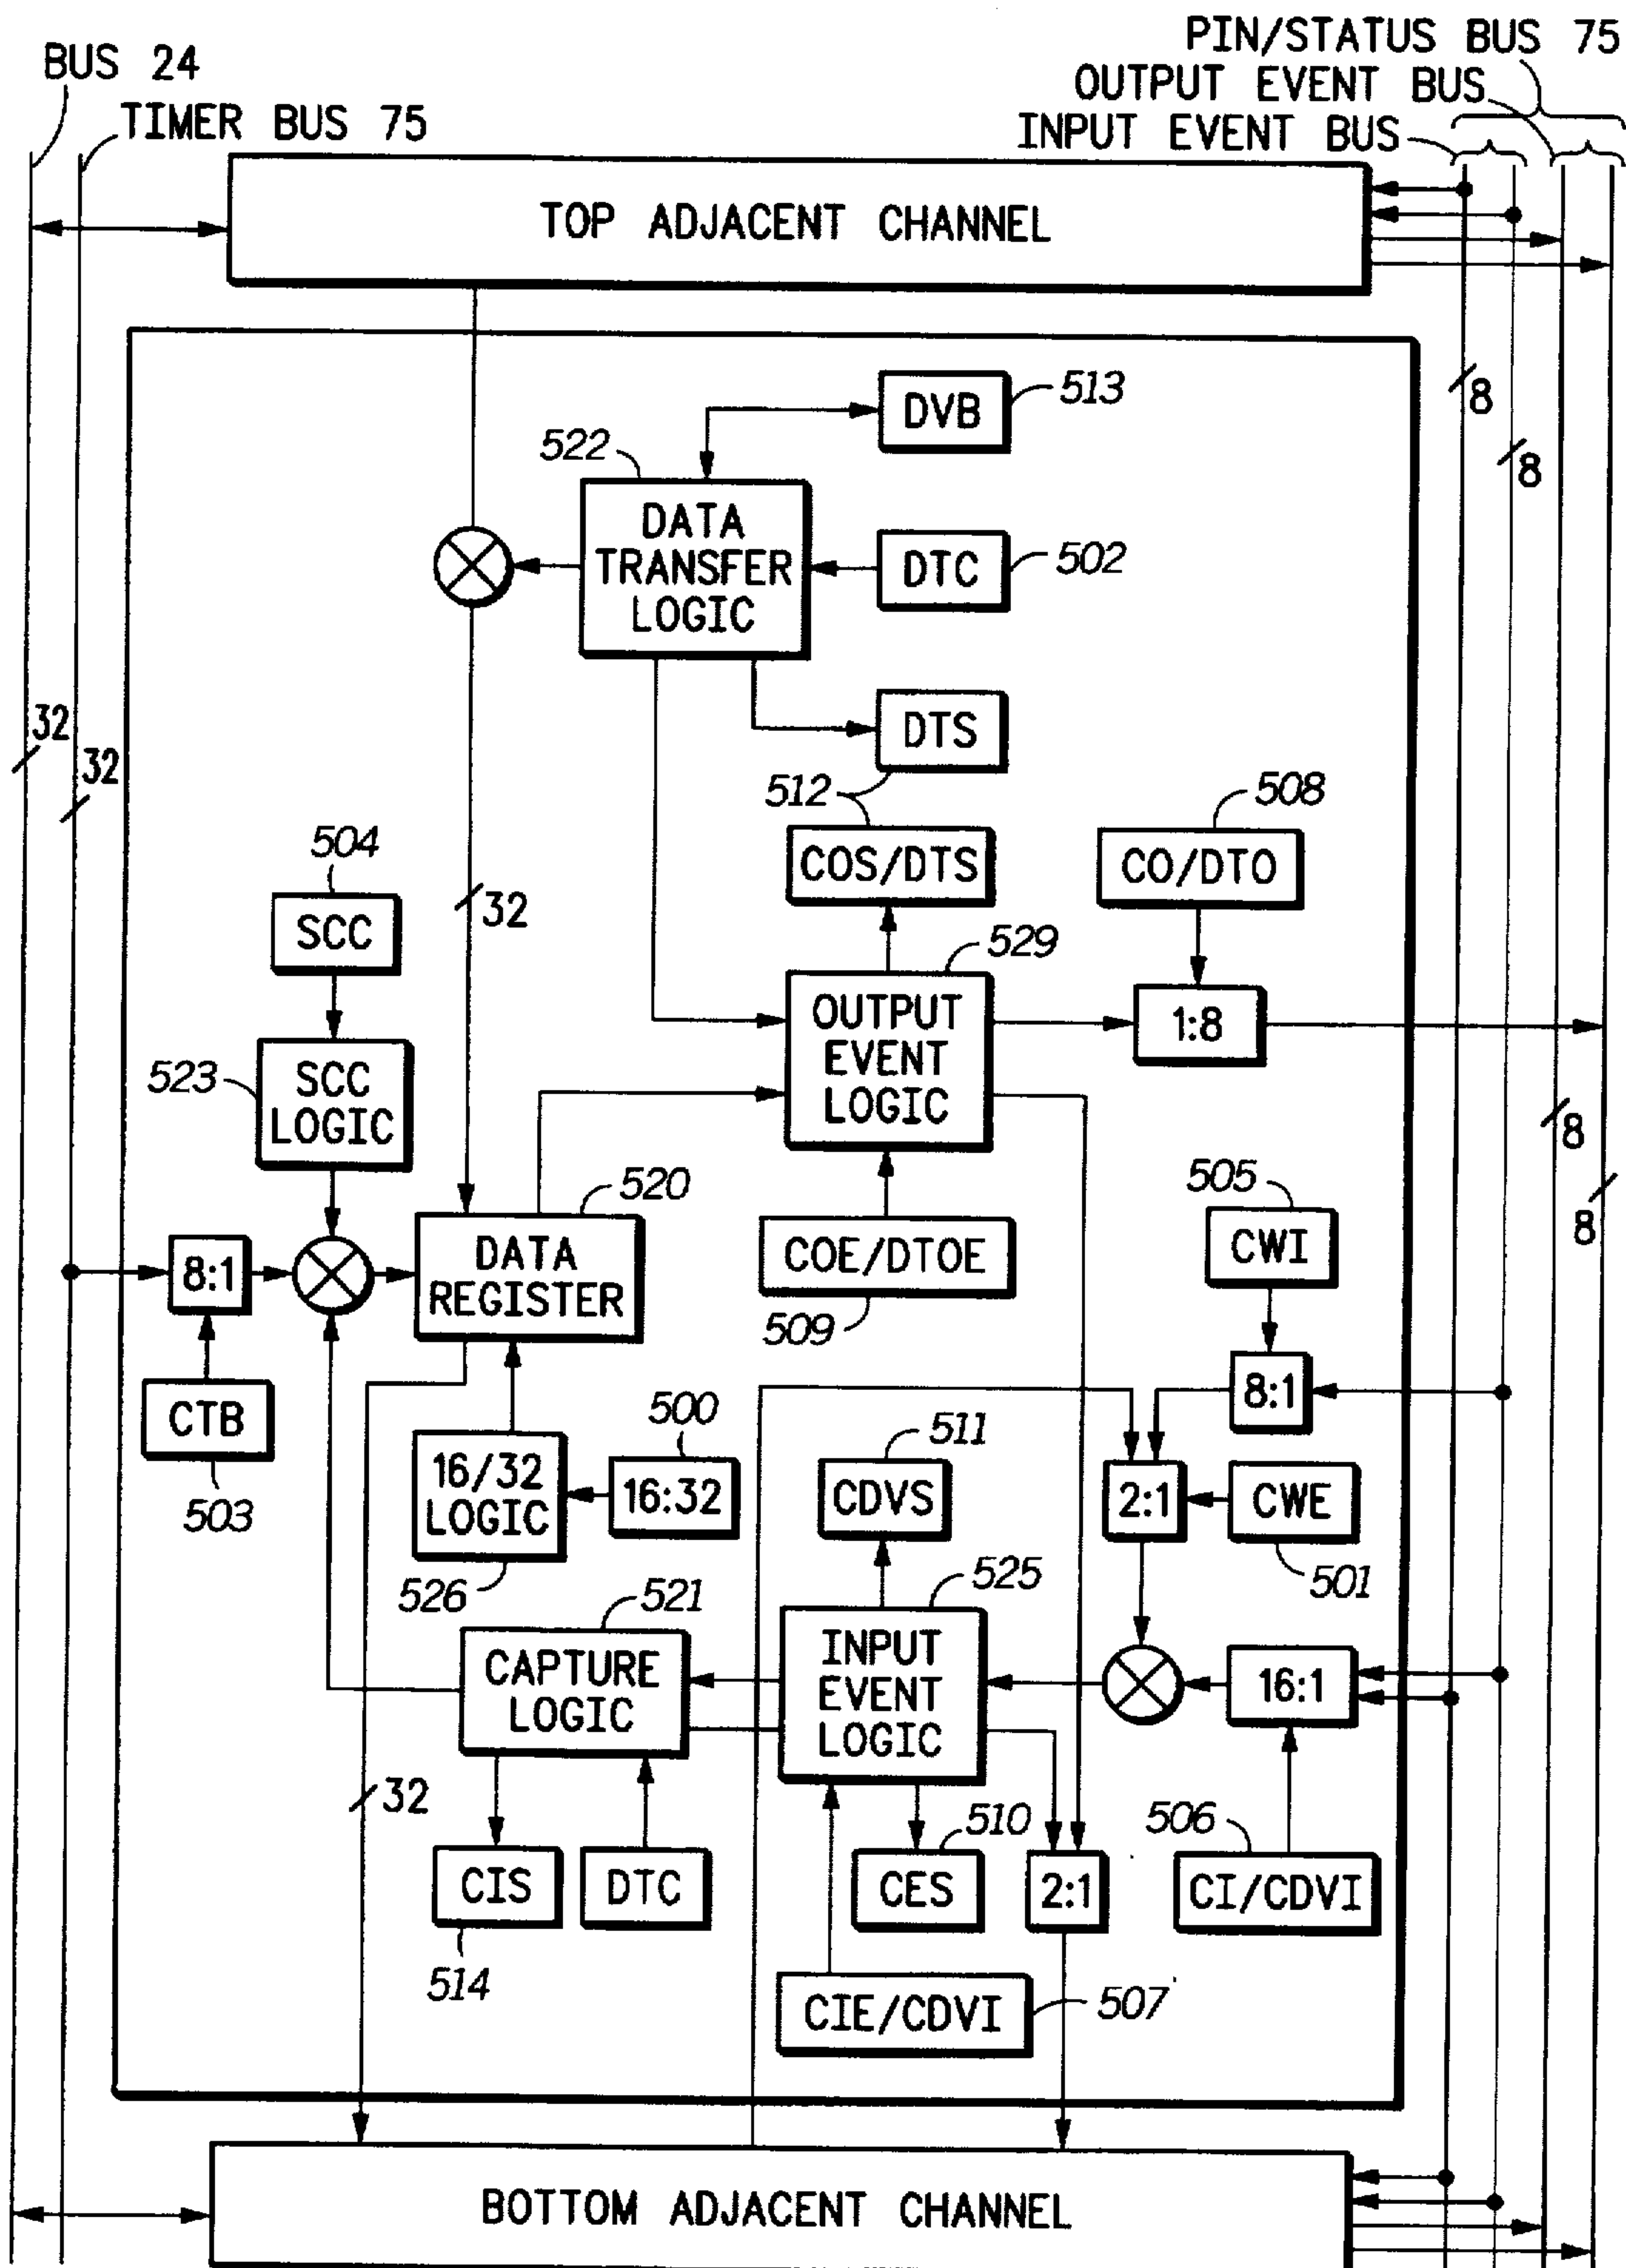 PIN/STATUS BUS 75
BUS 24
OUTPUT EVENT BUS
TIMER BUS 75
INPUT EVENT BUS
TOP ADJACENT CHANNEL
8
8
DVB
513
522
DATA
TRANSFER
LOGIC
DTC
502
DTS
32
32
512
508
504
COS/DTS
CO/DTO
SCC
32
529
OUTPUT
EVENT
LOGIC
1:8
523
SCC
LOGIC
8
8
520
505
8:1
DATA
REGISTER
COE/DTOE
CWI
509
CTB
503
500
511
8:1
16/32
LOGIC
16:32
CDVS
2:1
CWE
526
521
525
501
CAPTURE
LOGIC
INPUT
EVENT
LOGIC
16:1
32
510
506
CIS
DTC
CES
2:1
CI/CDVI
514
CIE/CDVI
507
BOTTOM ADJACENT CHANNEL